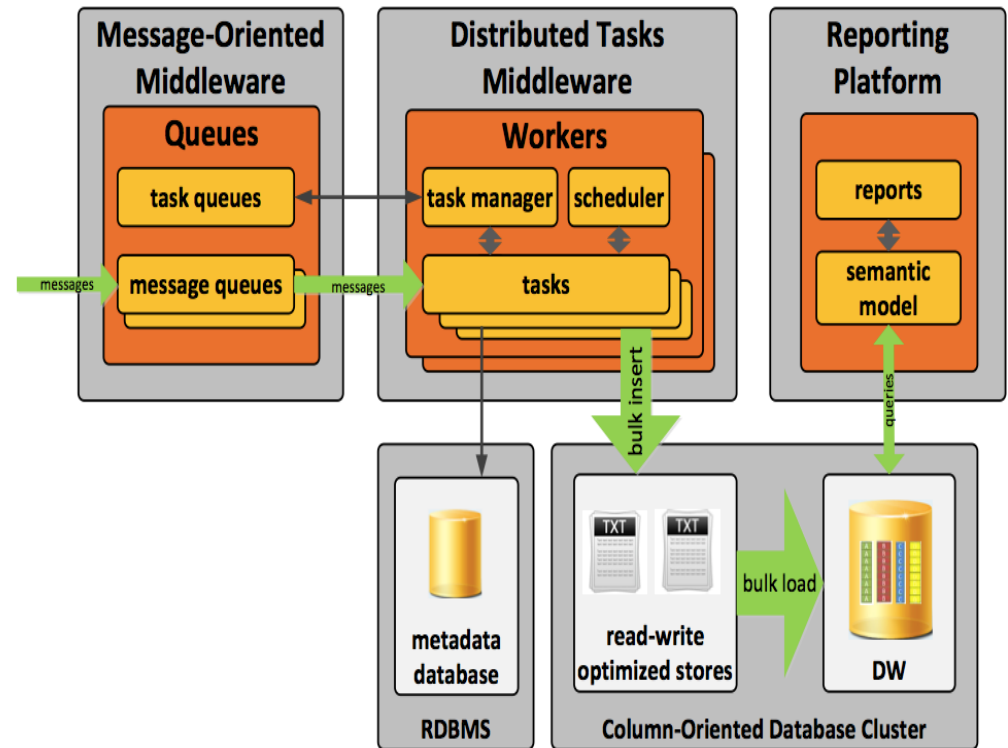 Message-Oriented
Middleware
Queues
task queues
messages
message queues
messages
Distributed Tasks
Middleware
Workers
task manager
scheduler
tasks
Reporting
Platform
reports
semantic
model
bulk insert
queries
metadata
database
RDBMS
TXT
TXT
read-write
optimized stores
bulk load
DW
Column-Oriented Database Cluster